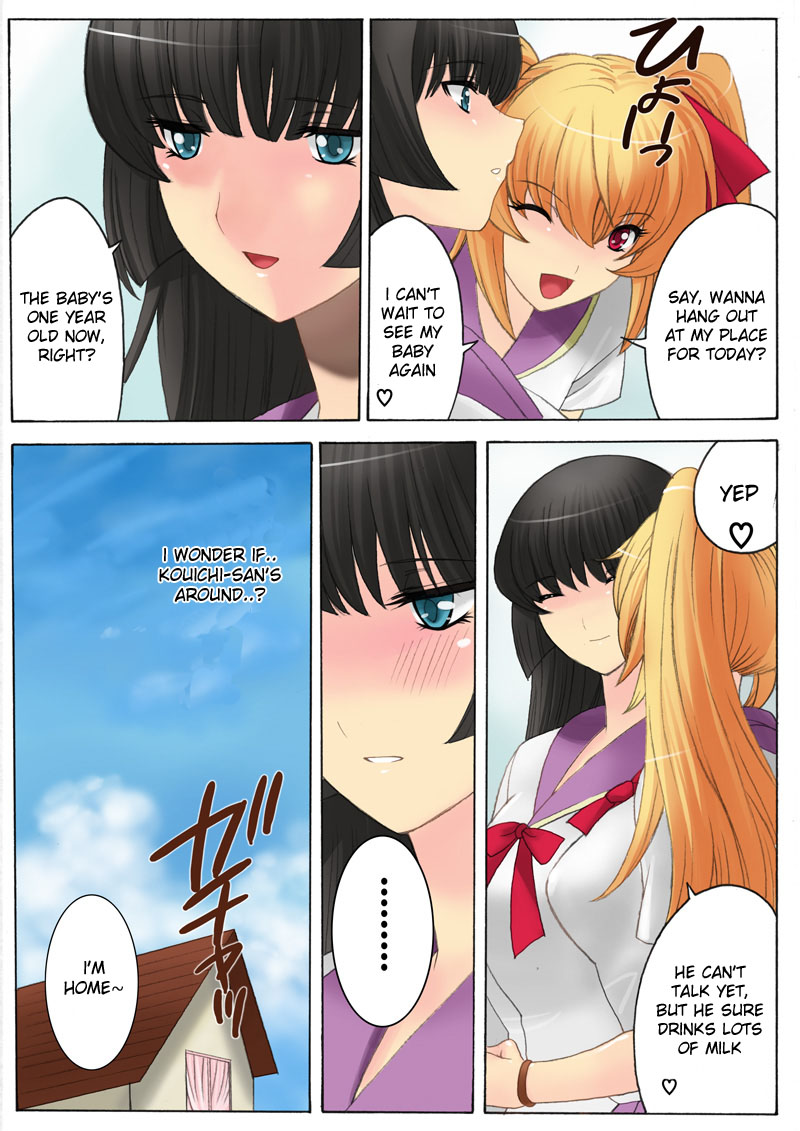 ひょーっ
SAY, WANNA
HANG OUT
AT MY PLACE
FOR TODAY?
I CAN'T
WAIT TO
SEE MY
BABY
AGAIN
♡
THE BABY'S
ONE YEAR
OLD NOW,
RIGHT?
YEP
♡
HE CAN'T
TALK YET,
BUT HE SURE
DRINKS LOTS
OF MILK
♡
.........
I WONDER IF..
KOUICHI-SAN'S
AROUND..?
ガチャッ
I'M
HOME~